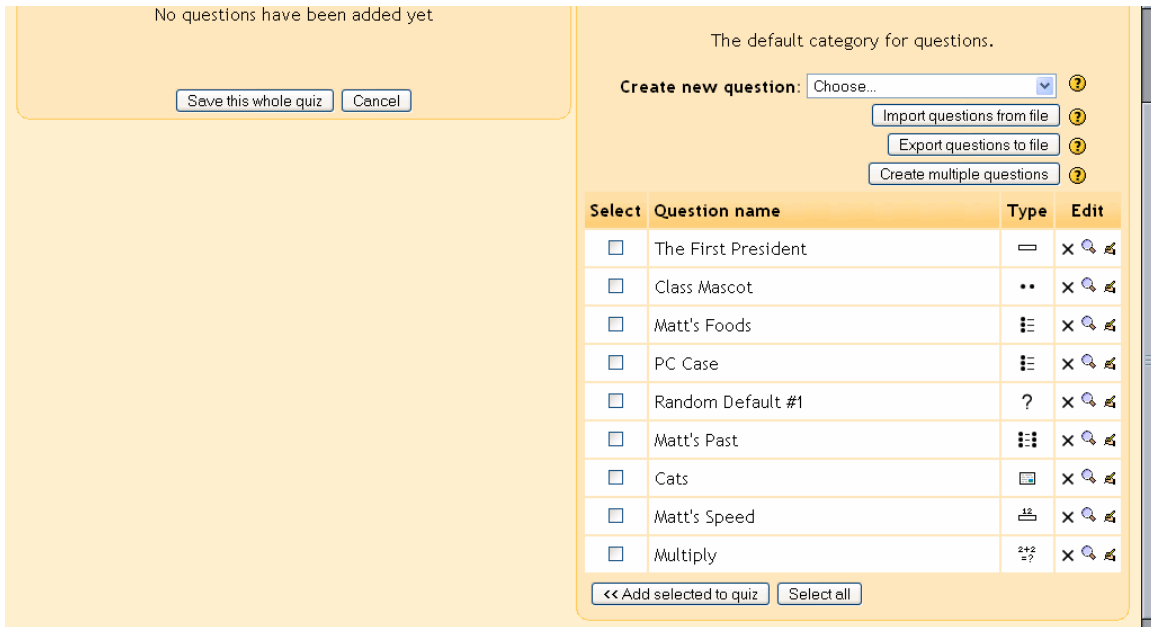 No questions have been added yet
Save this whole quiz Cancel
The default category for questions.
Create new question: Choose... ?
Import questions from file ?
Export questions to file ?
Create multiple questions ?
Select Question name Type Edit
The First President
Class Mascot
Matt's Foods
PC Case
Random Default #1 ?
Matt's Past
Cats
Matt's Speed 12
Multiply 2+2 =?
<< Add selected to quiz Select all